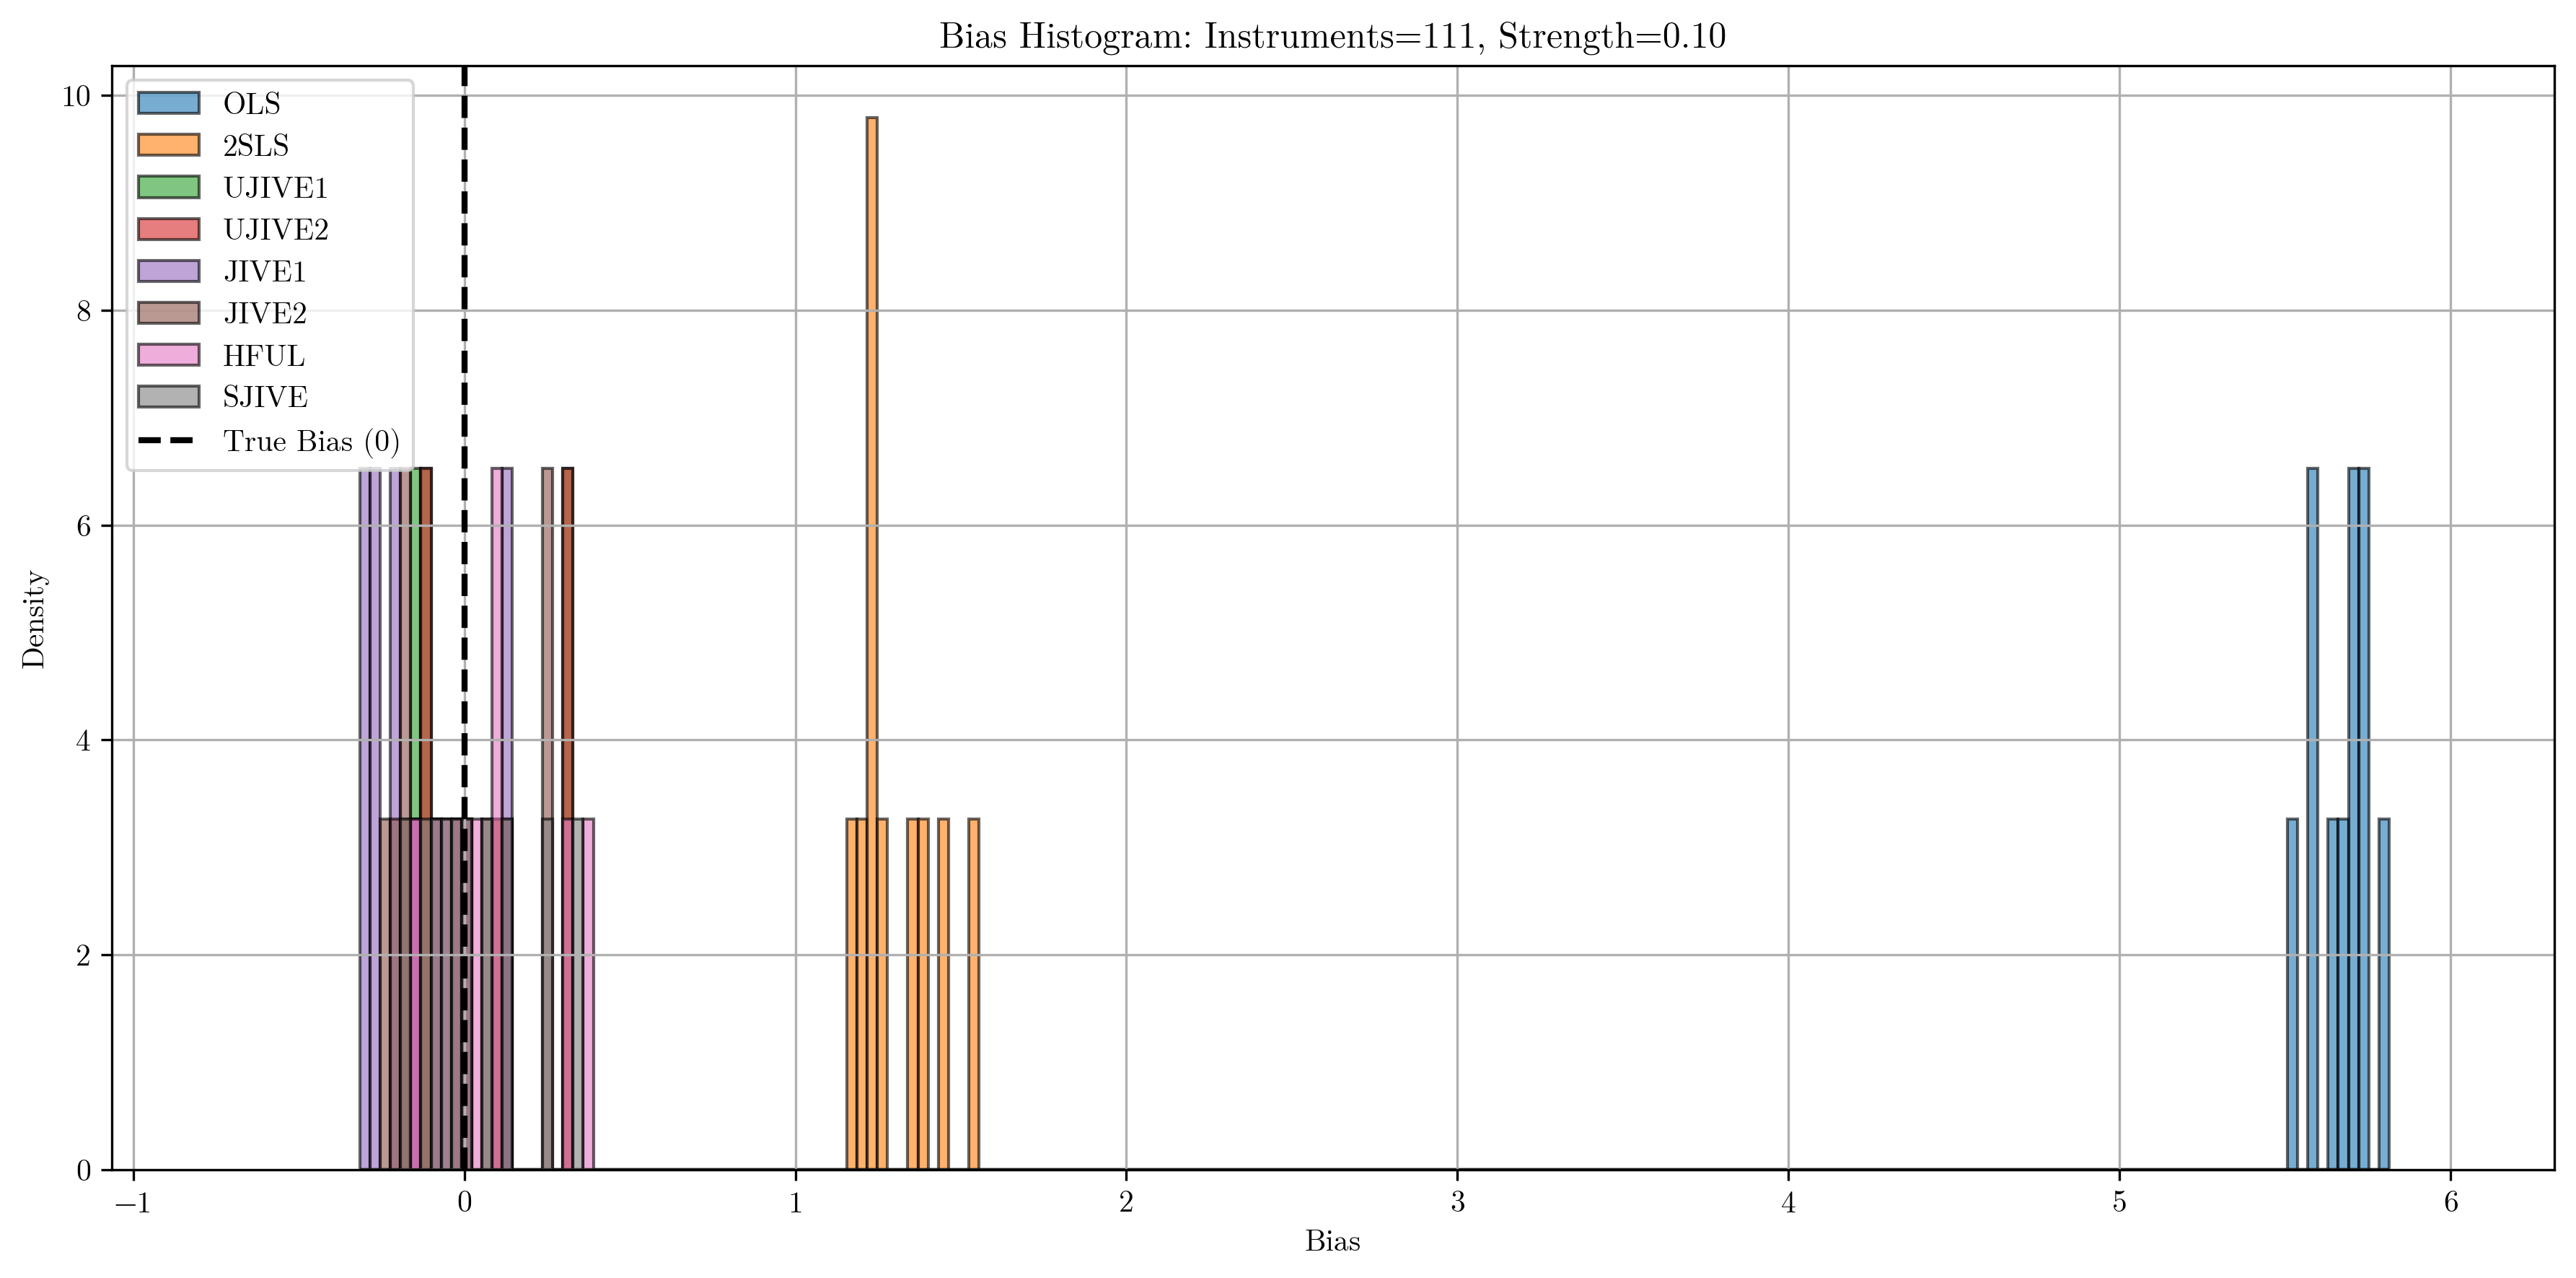 Bias Histogram: Instruments=111, Strength=0.10
10
8
6
4
2
0
Density
OLS
2SLS
UJIVE1
UJIVE2
JIVE1
JIVE2
HFUL
SJIVE
True Bias (0)
−1
0
1
2
3
4
5
6
Bias